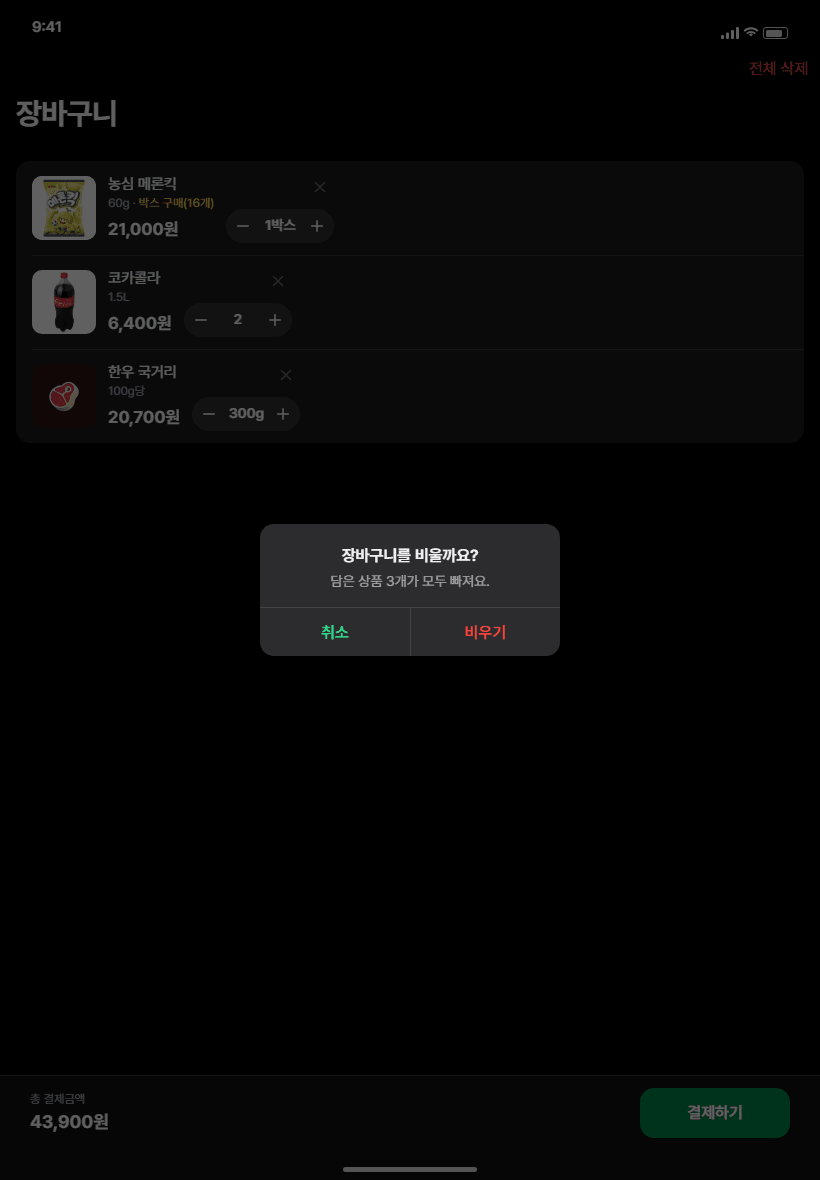 9:41
전체 삭제
장바구니
농심 메론킥
60g · 박스 구매(16개)
21,000원
1박스
코카콜라
1.5L
6,400원
2
한우 국거리
100g당
20,700원
300g
장바구니를 비울까요?
담은 상품 3개가 모두 빠져요.
취소
비우기
총 결제금액
43,900원
결제하기